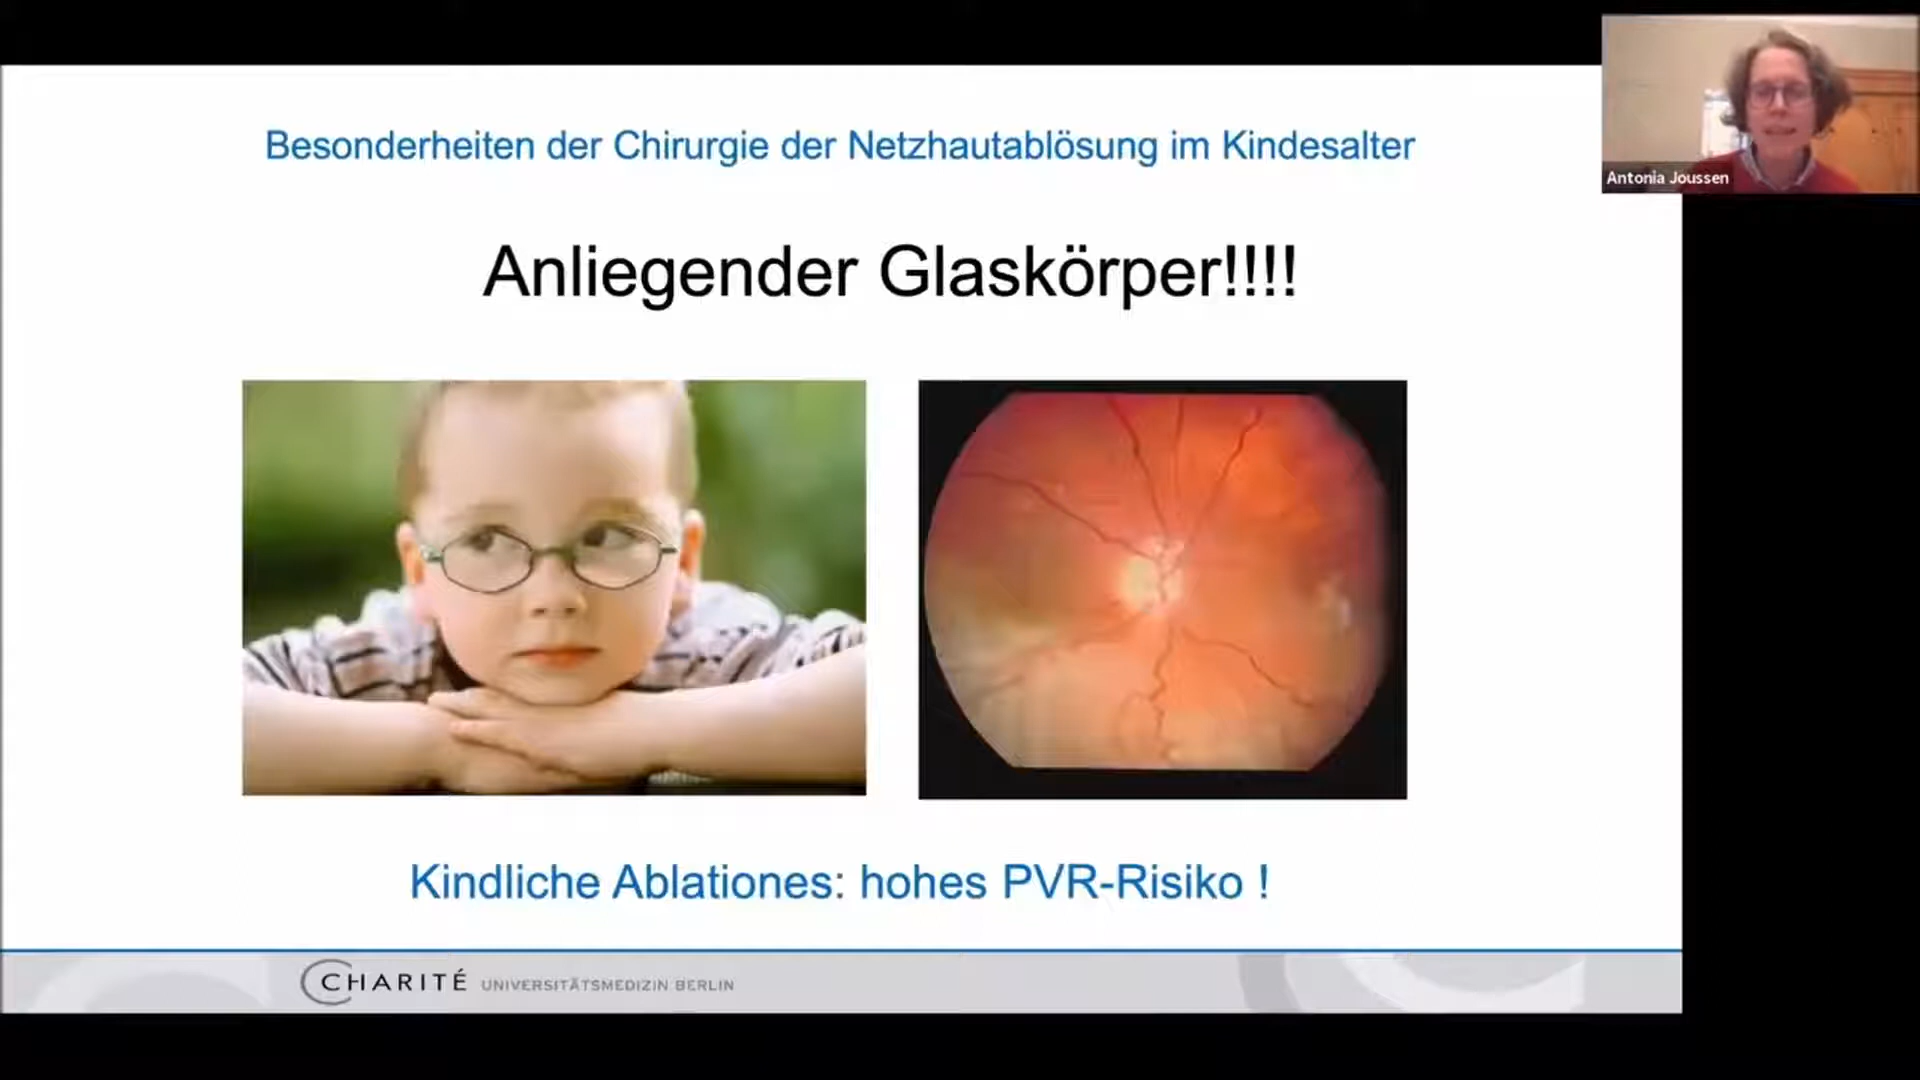 Besonderheiten der Chirurgie der Netzhautablösung im Kindesalter
Antonia Joussen
Anliegender Glaskörper!!!!
Kindliche Ablationes: hohes PVR-Risiko !
CHARITÉ UNIVERSITÄTSMEDIZIN BERLIN